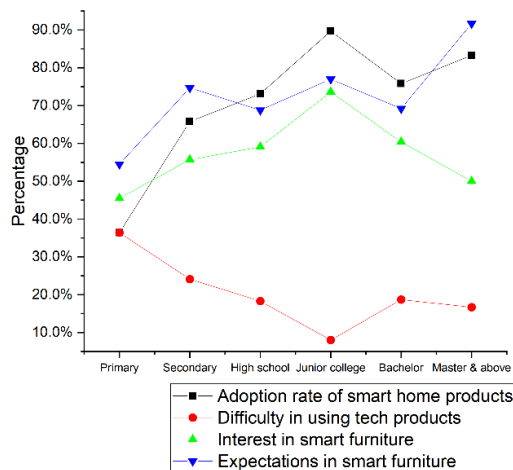 90.0%
80.0%
70.0%
60.0%
50.0%
40.0%
30.0%
20.0%
10.0%
Percentage
Primary Secondary High school Junior college Bachelor Master & above
Adoption rate of smart home products
Difficulty in using tech products
Interest in smart furniture
Expectations in smart furniture